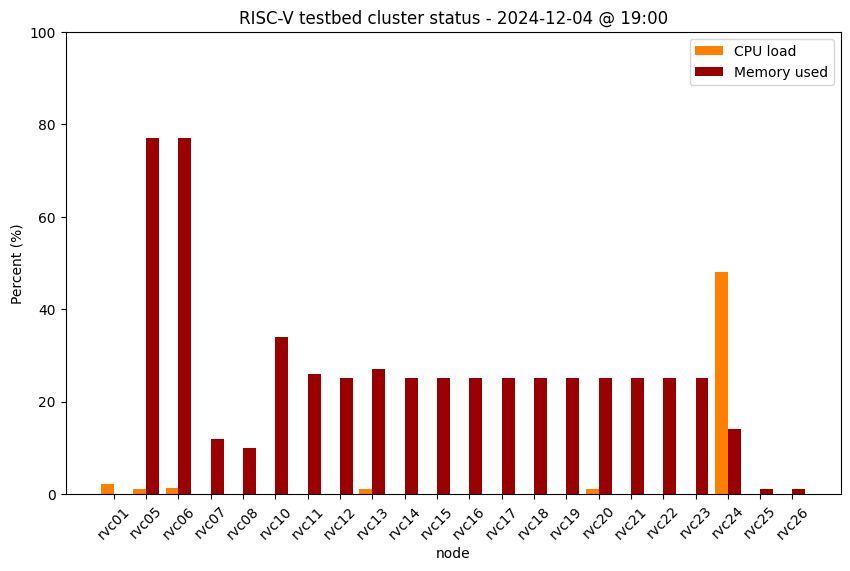 RISC-V testbed cluster status - 2024-12-04 @ 19:00
CPU load
Memory used
100
80
60
40
20
0
Percent (%)
rvc01 rvc05 rvc06 rvc07 rvc08 rvc10 rvc11 rvc12 rvc13 rvc14 rvc15 rvc16 rvc17 rvc18 rvc19 rvc20 rvc21 rvc22 rvc23 rvc24 rvc25 rvc26
node